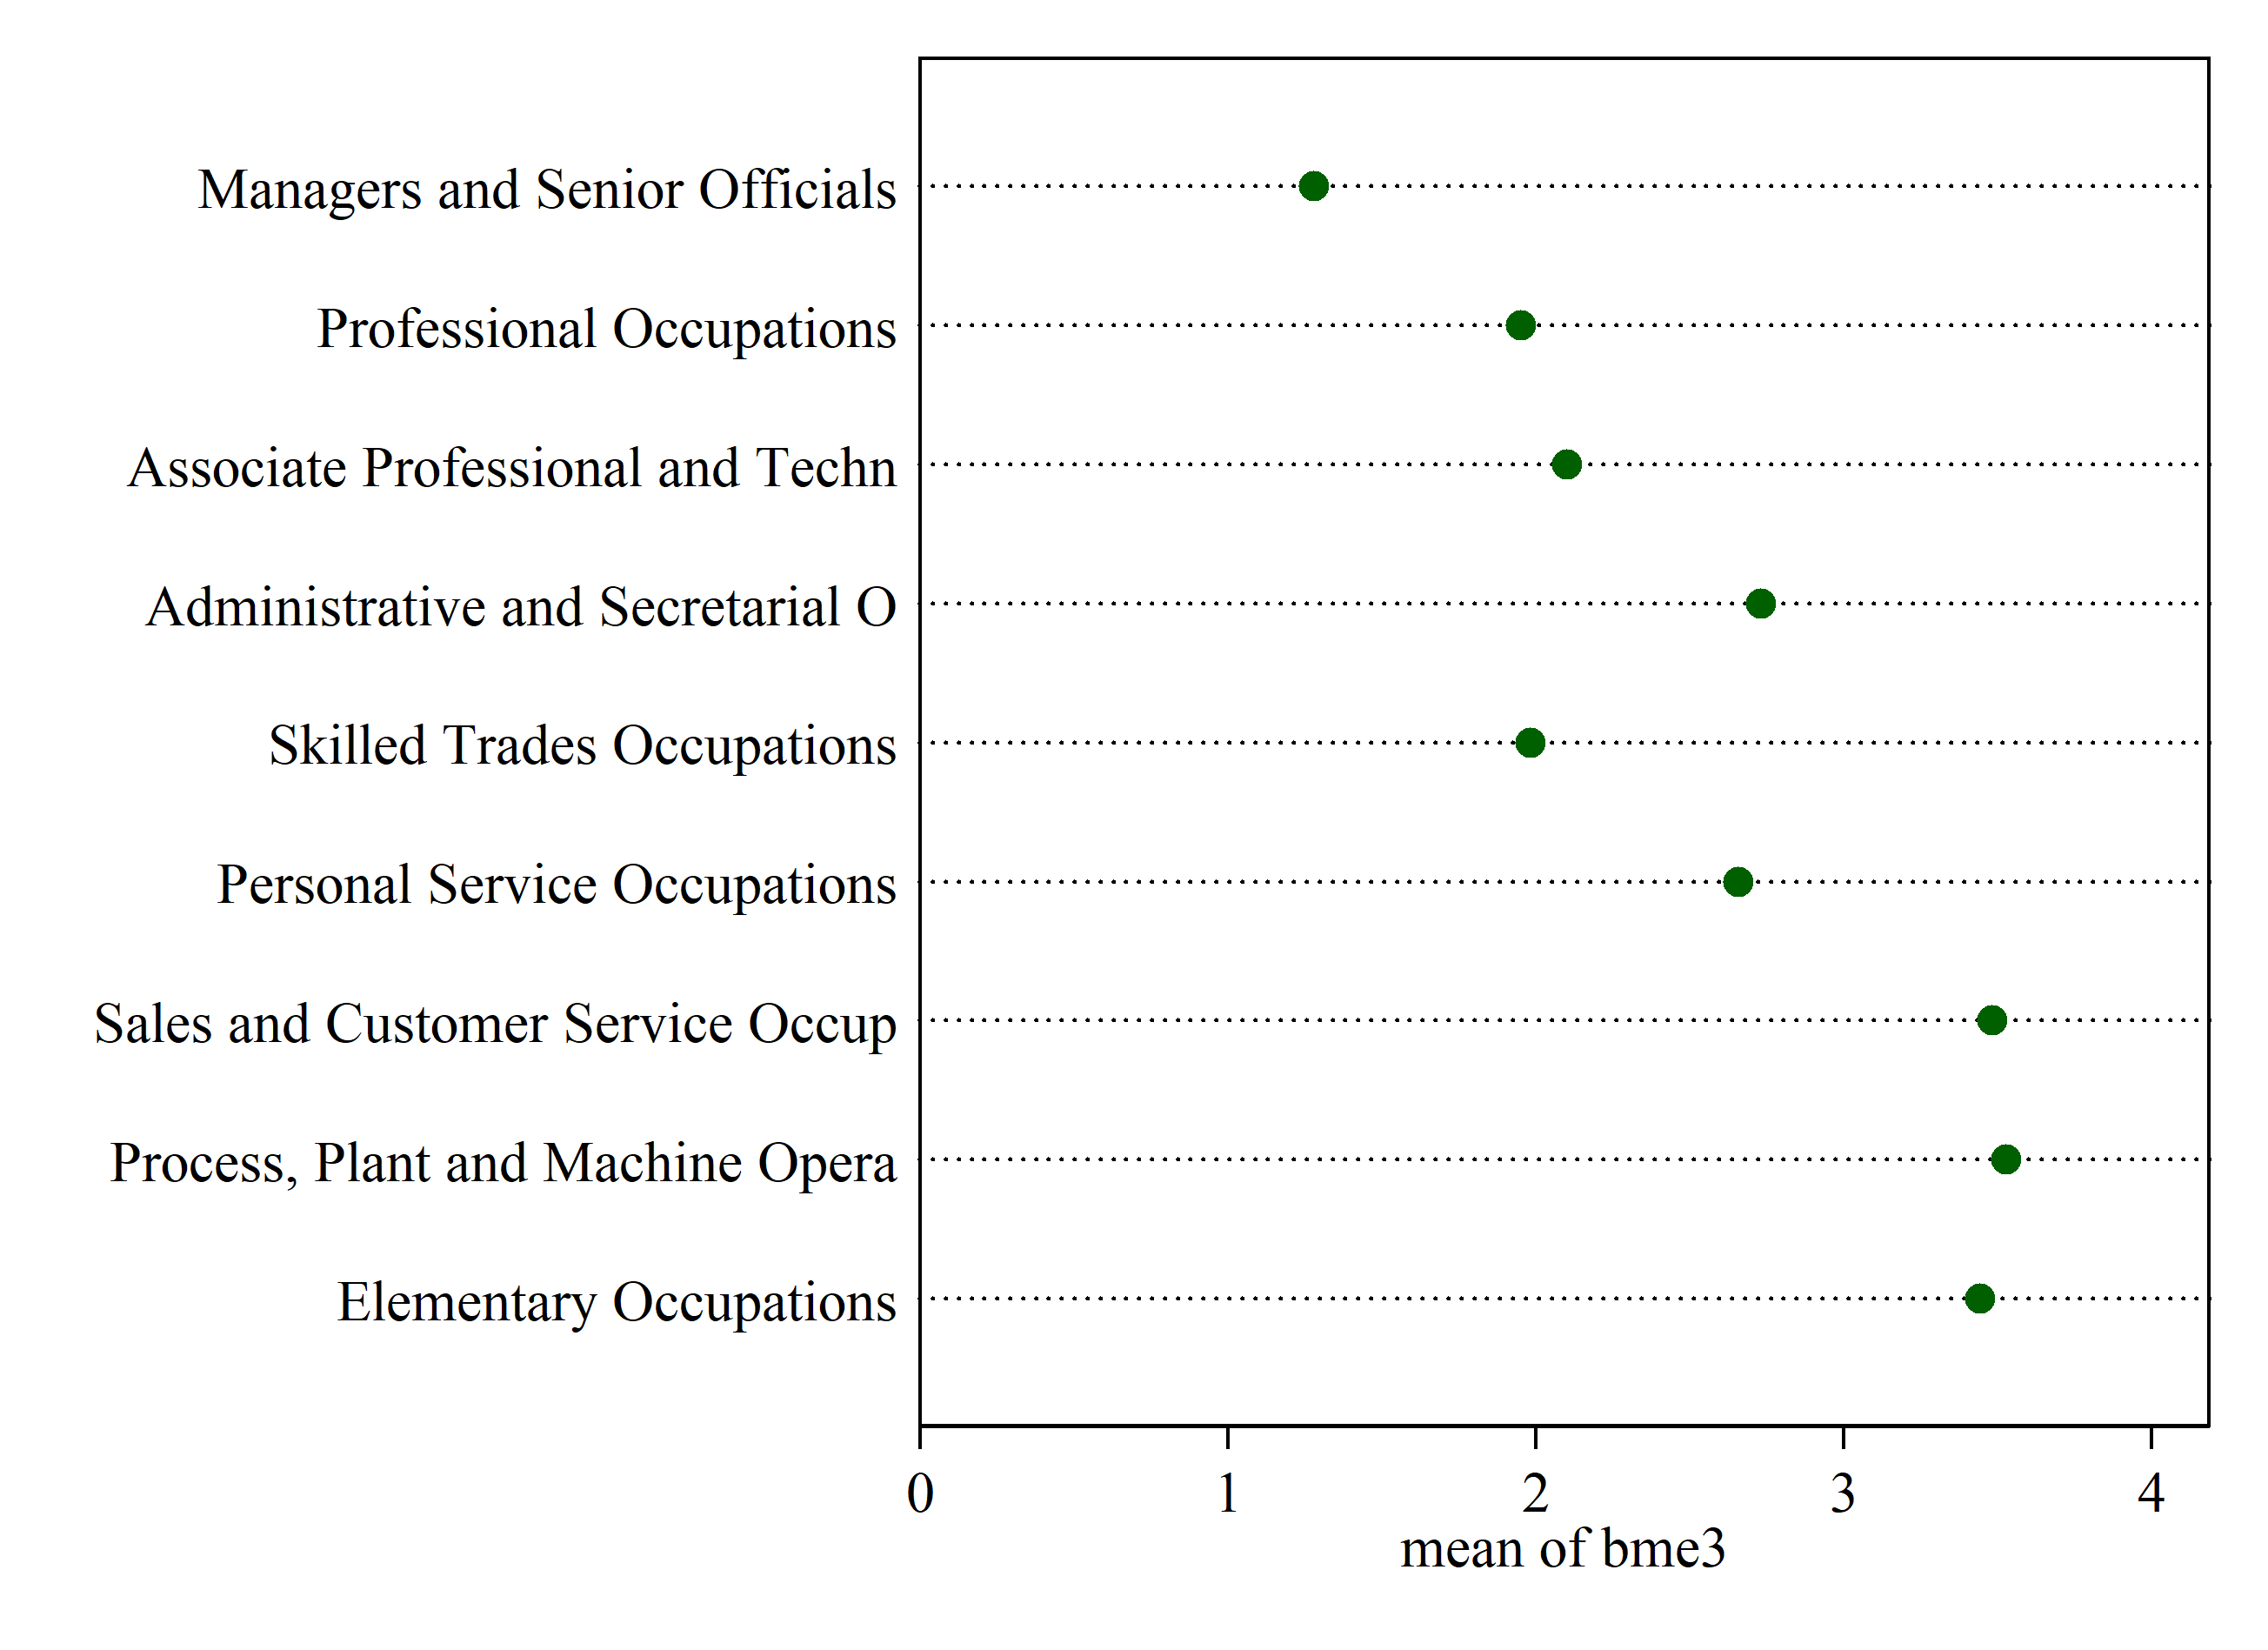 Managers and Senior Officials
Professional Occupations
Associate Professional and Techn
Administrative and Secretarial O
Skilled Trades Occupations
Personal Service Occupations
Sales and Customer Service Occup
Process, Plant and Machine Opera
Elementary Occupations
0 1 2 3 4
mean of bme3